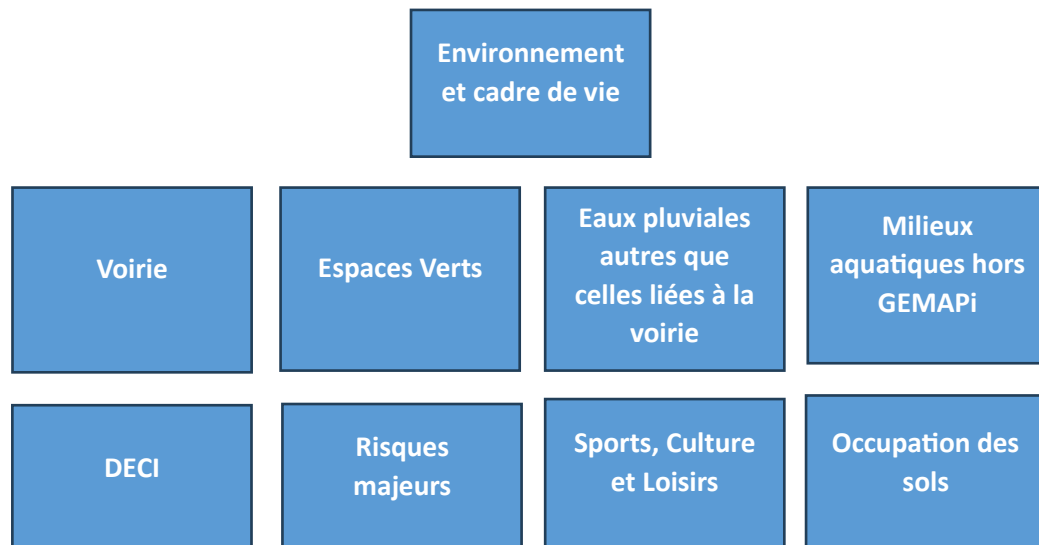 Environnement
et cadre de vie
Voirie
Espaces Verts
Eaux pluviales
autres que
celles liées à la
voirie
Milieux
aquatiques hors
GEMAPi
DECI
Risques
majeurs
Sports, Culture
et Loisirs
Occupation des
sols